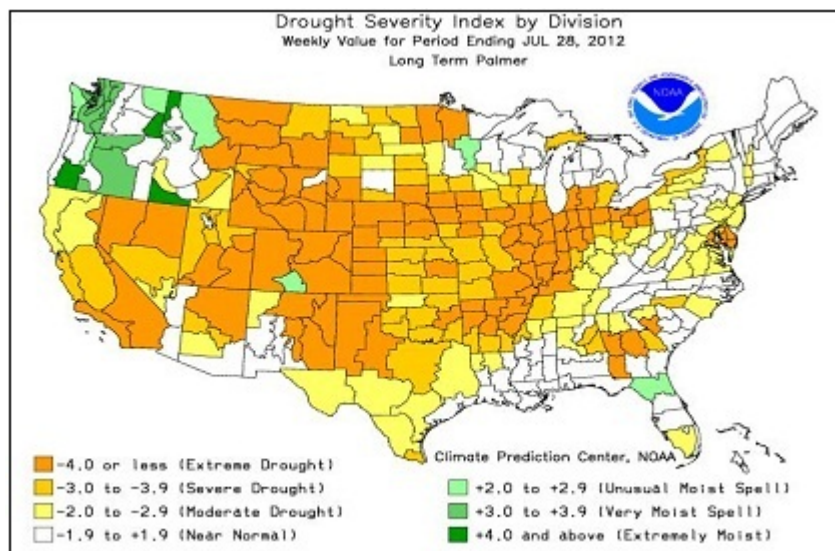 Drought Severity Index by Division
Weekly Value for Period Ending JUL 28, 2012
Long Term Palmer
NOAA
Climate Prediction Center, NOAA
-4.0 or less (Extreme Drought)
-3.0 to -3.9 (Severe Drought)
-2.0 to -2.9 (Moderate Drought)
-1.9 to +1.9 (Near Normal)
+2.0 to +2.9 (Unusual Moist Spell)
+3.0 to +3.9 (Very Moist Spell)
+4.0 and above (Extremely Moist)